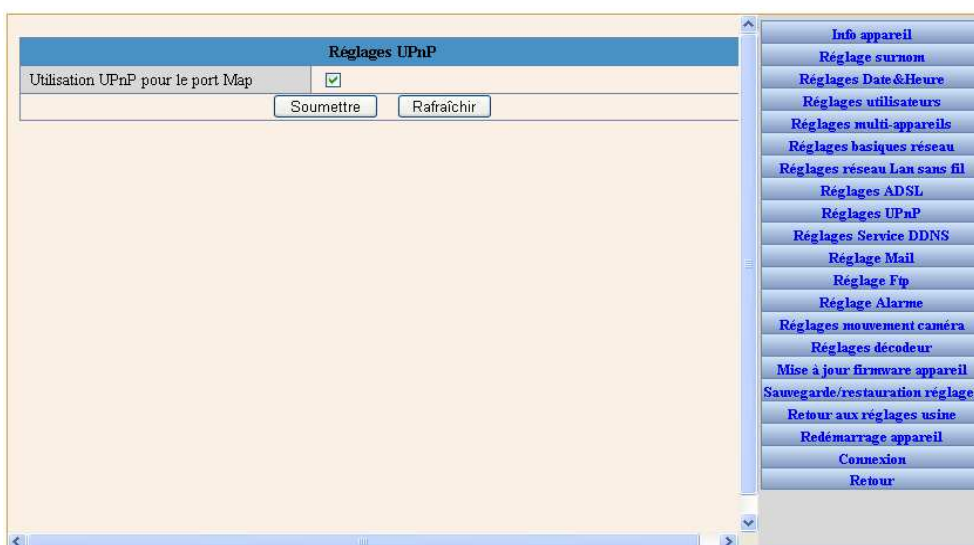 Réglages UPnP
Utilisation UPnP pour le port Map
Soumettre Rafraîchir
Info appareil
Réglage surnom
Réglages Date&Heure
Réglages utilisateurs
Réglages multi-appareils
Réglages basiques réseau
Réglages réseau Lan sans fil
Réglages ADSL
Réglages UPnP
Réglages Service DDNS
Réglage Mail
Réglage Ftp
Réglage Alarme
Réglages mouvement caméra
Réglages décodeur
Mise à jour firmware appareil
Sauvegarde/restauration réglage
Retour aux réglages usine
Redémarrage appareil
Connexion
Retour